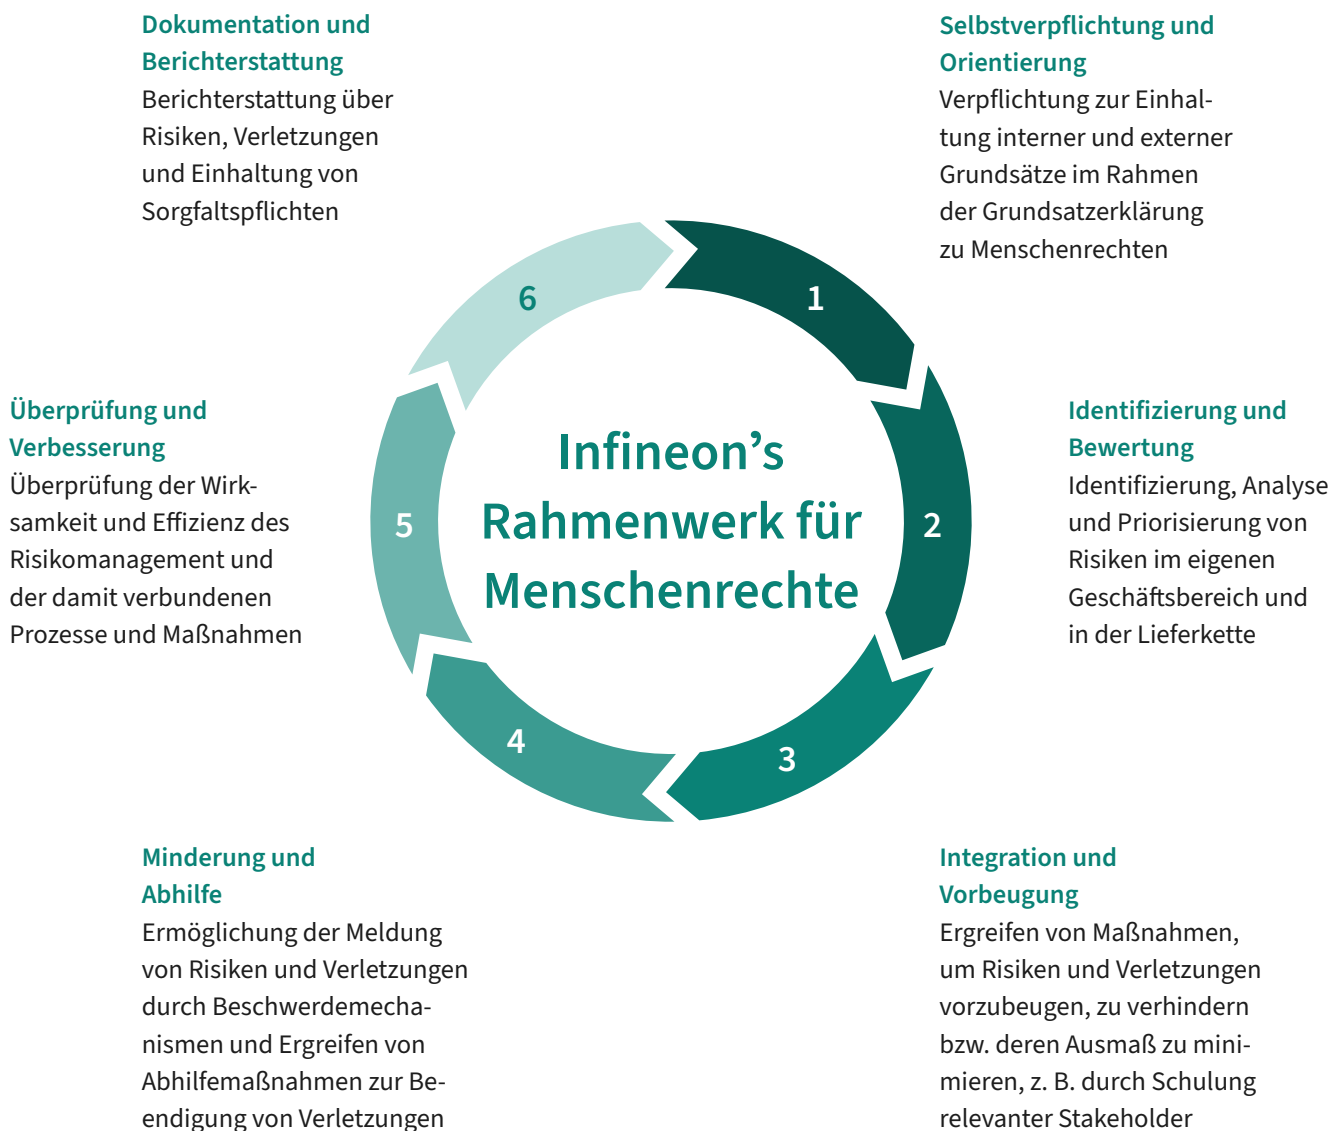 Infineon’s
Rahmenwerk für
Menschenrechte
1
Selbstverpflichtung und
Orientierung
Verpflichtung zur Einhal-
tung interner und externer
Grundsätze im Rahmen
der Grundsatzerklärung
zu Menschenrechten
2
Identifizierung und
Bewertung
Identifizierung, Analyse
und Priorisierung von
Risiken im eigenen
Geschäftsbereich und
in der Lieferkette
3
Integration und
Vorbeugung
Ergreifen von Maßnahmen,
um Risiken und Verletzungen
vorzubeugen, zu verhindern
bzw. deren Ausmaß zu mini-
mieren, z. B. durch Schulung
relevanter Stakeholder
4
Minderung und
Abhilfe
Ermöglichung der Meldung
von Risiken und Verletzungen
durch Beschwerdemecha-
nismen und Ergreifen von
Abhilfemaßnahmen zur Be-
endigung von Verletzungen
5
Überprüfung und
Verbesserung
Überprüfung der Wirk-
samkeit und Effizienz des
Risikomanagement und
der damit verbundenen
Prozesse und Maßnahmen
6
Dokumentation und
Berichterstattung
Berichterstattung über
Risiken, Verletzungen
und Einhaltung von
Sorgfaltspflichten